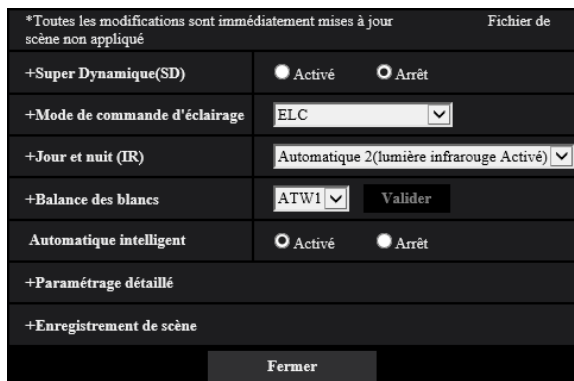 *Toutes les modifications sont immédiatement mises à jour Fichier de
scène non appliqué
+Super Dynamique(SD) Activé Arrêt
+Mode de commande d'éclairage ELC
+Jour et nuit (IR) Automatique 2(lumière infrarouge Activé)
+Balance des blancs ATW1 Valider
Automatique intelligent Activé Arrêt
+Paramétrage détaillé
+Enregistrement de scène
Fermer